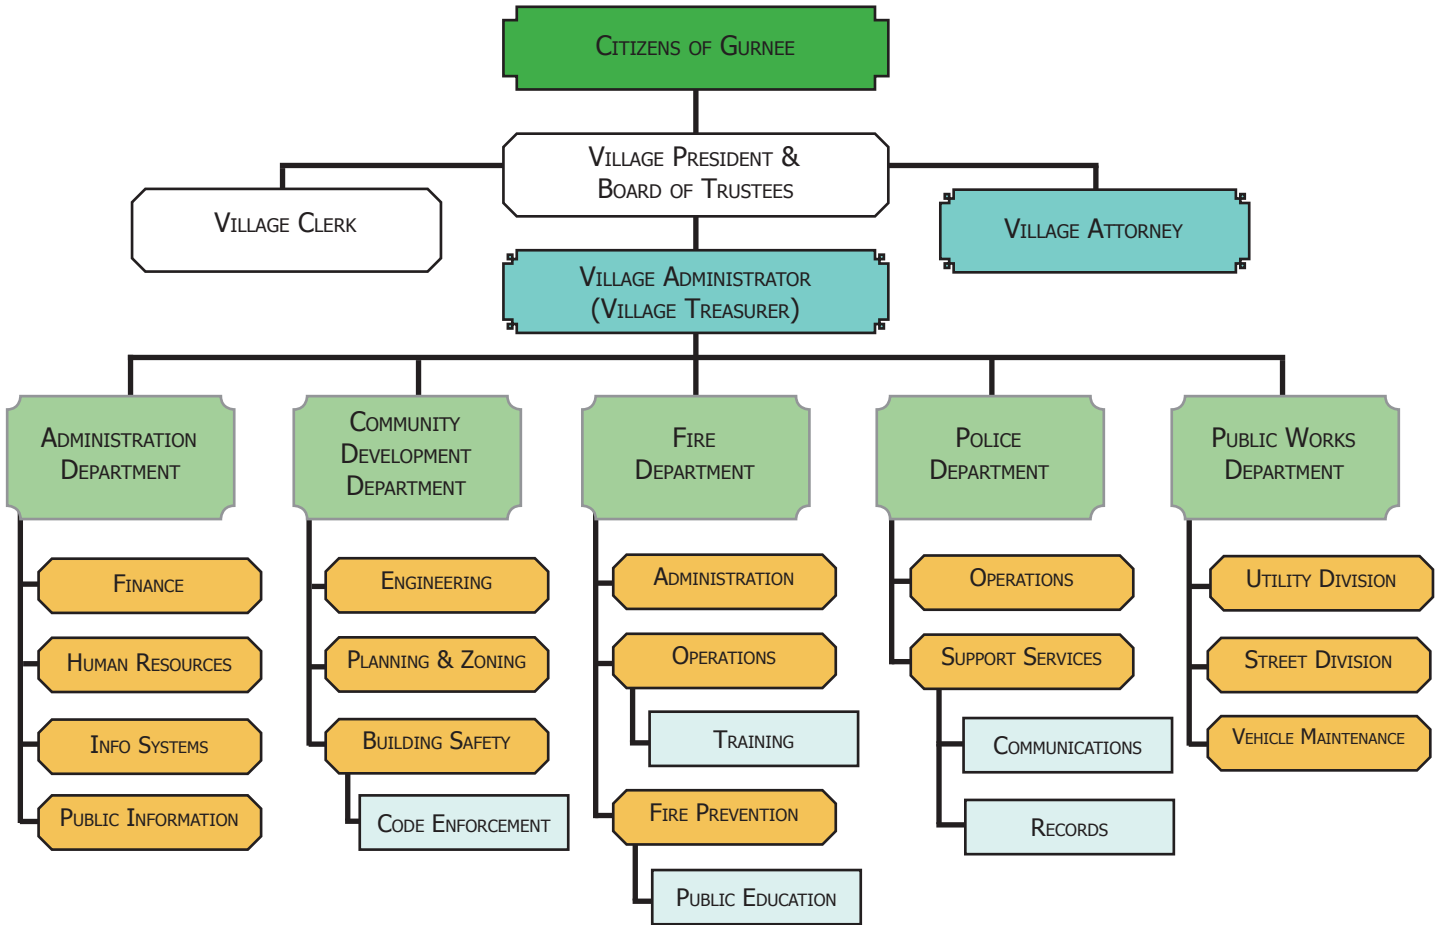 Citizens of Gurnee
Village President &
Board of Trustees
Village Clerk
Village Attorney
Village Administrator
(Village Treasurer)
Administration
Department
Community
Development
Department
Fire
Department
Police
Department
Public Works
Department
Finance
Human Resources
Info Systems
Public Information
Engineering
Planning & Zoning
Building Safety
Code Enforcement
Administration
Operations
Training
Fire Prevention
Public Education
Operations
Support Services
Communications
Records
Utility Division
Street Division
Vehicle Maintenance